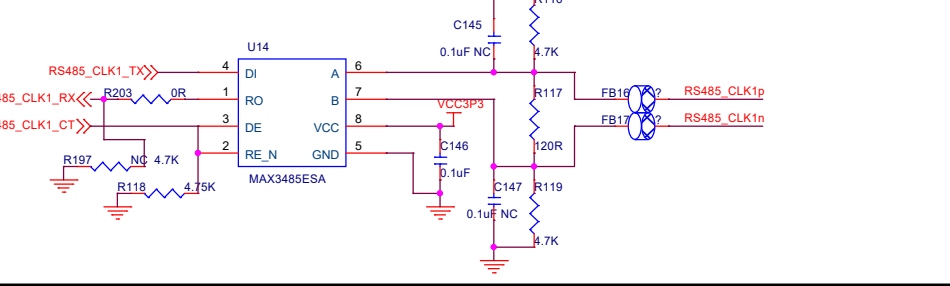 C145
0.1uF NC
4.7K
U14
RS485_CLK1_TX
4
DI
A
6
485_CLK1_RX
R203
0R
1
RO
B
7
R117
VCC3P3
FB16
?
RS485_CLK1p
485_CLK1_CT
3
DE
VCC
8
FB17
?
RS485_CLK1n
2
RE_N
GND
5
C146
0.1uF
120R
R197
NC 4.7K
MAX3485ESA
R118
4.75K
C147
0.1uF NC
R119
4.7K